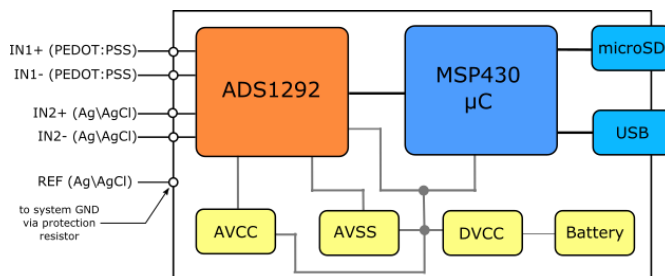 IN1+ (PEDOT:PSS)
IN1- (PEDOT:PSS)
IN2+ (Ag\AgCl)
IN2- (Ag\AgCl)
REF (Ag\AgCl)
to system GND
via protection
resistor
ADS1292
MSP430
µC
microSD
USB
AVCC
AVSS
DVCC
Battery